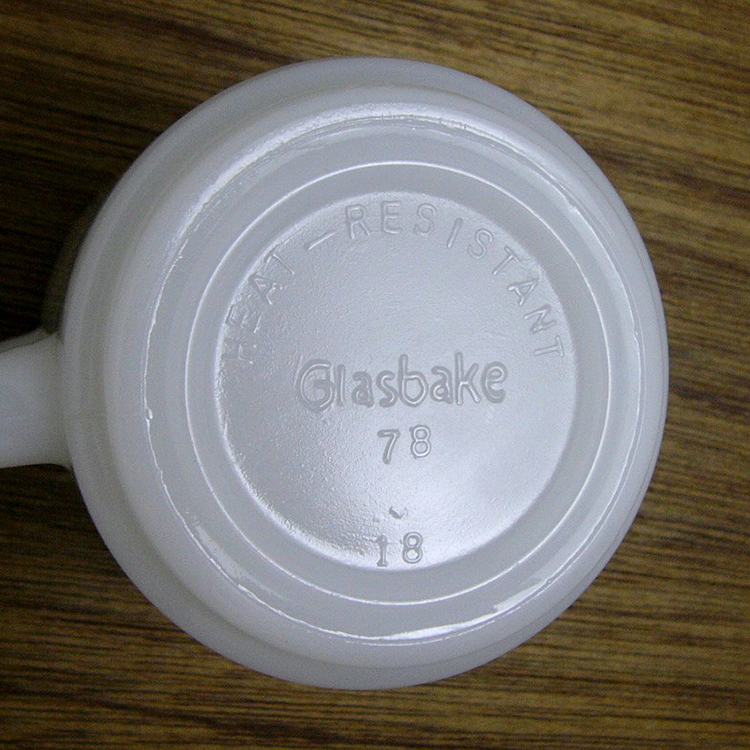 HEAT-RESISTANT
Glasbake
78
18